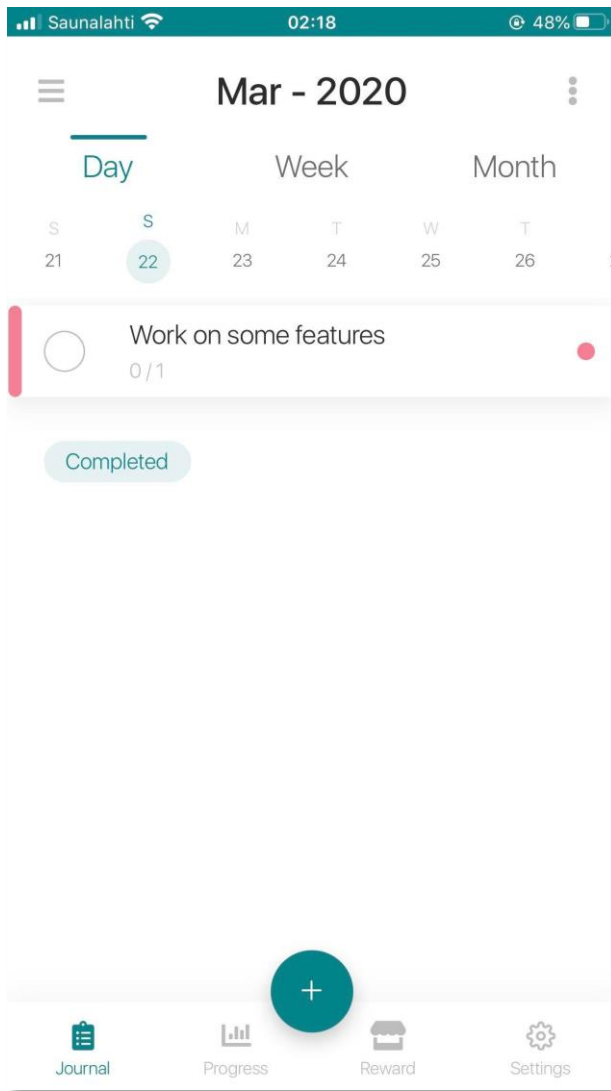 Saunalahti 02:18 48%
Mar - 2020
Day Week Month
S S M T W T
21 22 23 24 25 26
Work on some features
0 / 1
Completed
+
Journal Progress Reward Settings